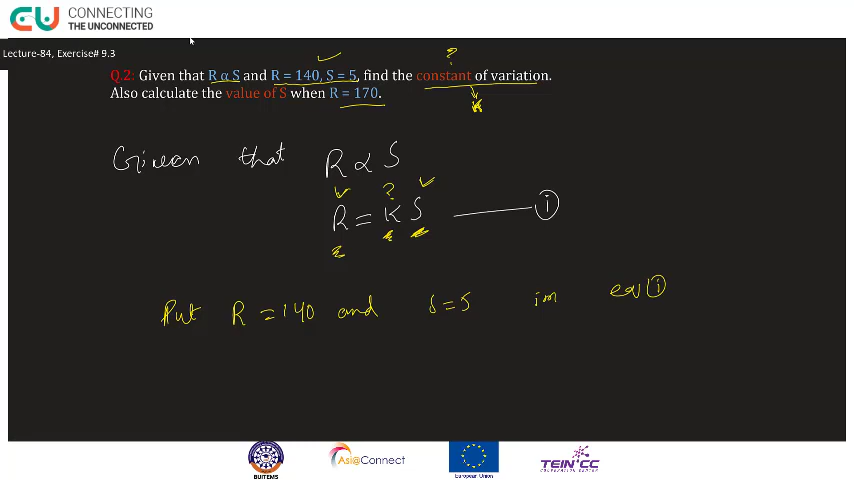 CONNECTING
THE UNCONNECTED
Lecture-84, Exercise# 9.3
?
Q.2: Given that R α S and R = 140, S = 5, find the constant of variation.
Also calculate the value of S when R = 170.
k
Given that R ∝ S
?
R = K S ——— (i)
Put R = 140 and S = 5 in eq (i)
BUITEMS
Asi@Connect
European Union
TEIN*CC
COOPERATION CENTER